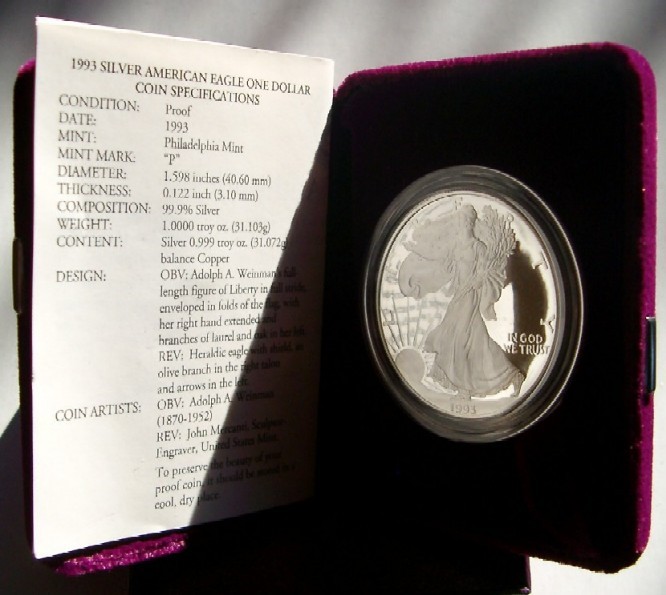 1993 SILVER AMERICAN EAGLE ONE DOLLAR
COIN SPECIFICATIONS
CONDITION: Proof
DATE: 1993
MINT: Philadelphia Mint
MINT MARK: "P"
DIAMETER: 1.598 inches (40.60 mm)
THICKNESS: 0.122 inch (3.10 mm)
COMPOSITION: 99.9% Silver
WEIGHT: 1.0000 troy oz. (31.103g)
CONTENT: Silver 0.999 troy oz. (31.072g)
balance Copper
DESIGN: OBV; Adolph A. Weinman's full
length figure of Liberty in full stride,
enveloped in folds of the flag, with
her right hand extended and
branches of laurel and oak in her left.
REV: Heraldic eagle with shield, an
olive branch in the right talon
and arrows in the left.
COIN ARTISTS: OBV: Adolph A. Weinman
(1870-1952)
REV: John Mercanti, Sculptor-
Engraver, United States Mint
To preserve the beauty of your
proof coin, it should be stored in a
cool, dry place.
IN GOD
WE TRUST
1993